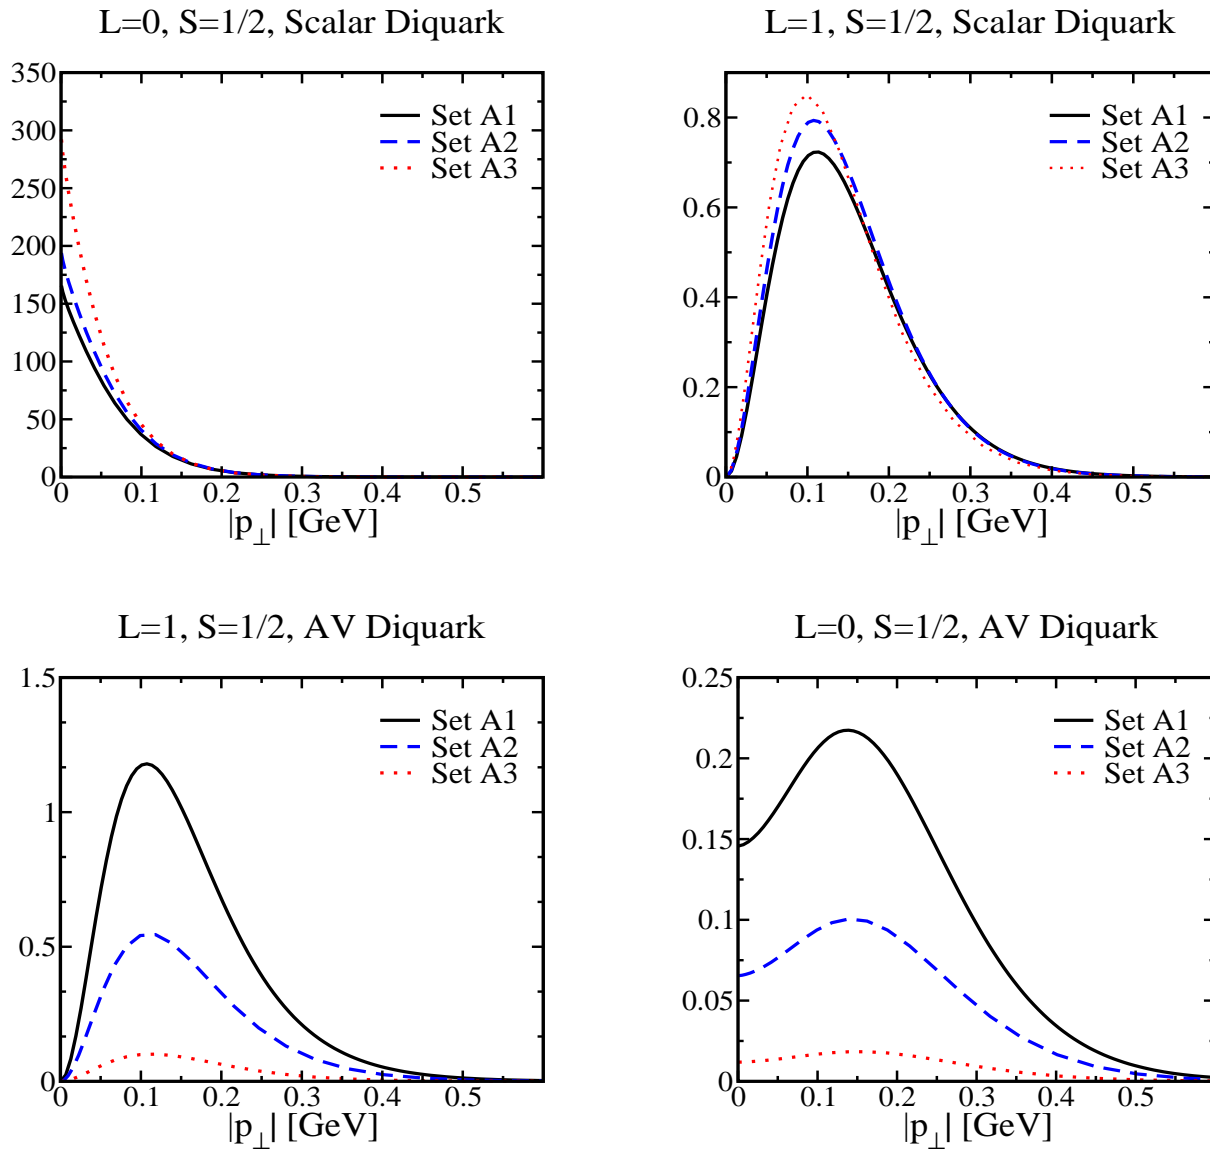 L=0, S=1/2, Scalar Diquark
350
300
250
200
150
100
50
0
Set A1
Set A2
Set A3
0 0.1 0.2 0.3 0.4 0.5
|p⊥| [GeV]
L=1, S=1/2, Scalar Diquark
0.8
0.6
0.4
0.2
0
Set A1
Set A2
Set A3
0 0.1 0.2 0.3 0.4 0.5
|p⊥| [GeV]
L=1, S=1/2, AV Diquark
1.5
1
0.5
0
Set A1
Set A2
Set A3
0 0.1 0.2 0.3 0.4 0.5
|p⊥| [GeV]
L=0, S=1/2, AV Diquark
0.25
0.2
0.15
0.1
0.05
0
Set A1
Set A2
Set A3
0 0.1 0.2 0.3 0.4 0.5
|p⊥| [GeV]